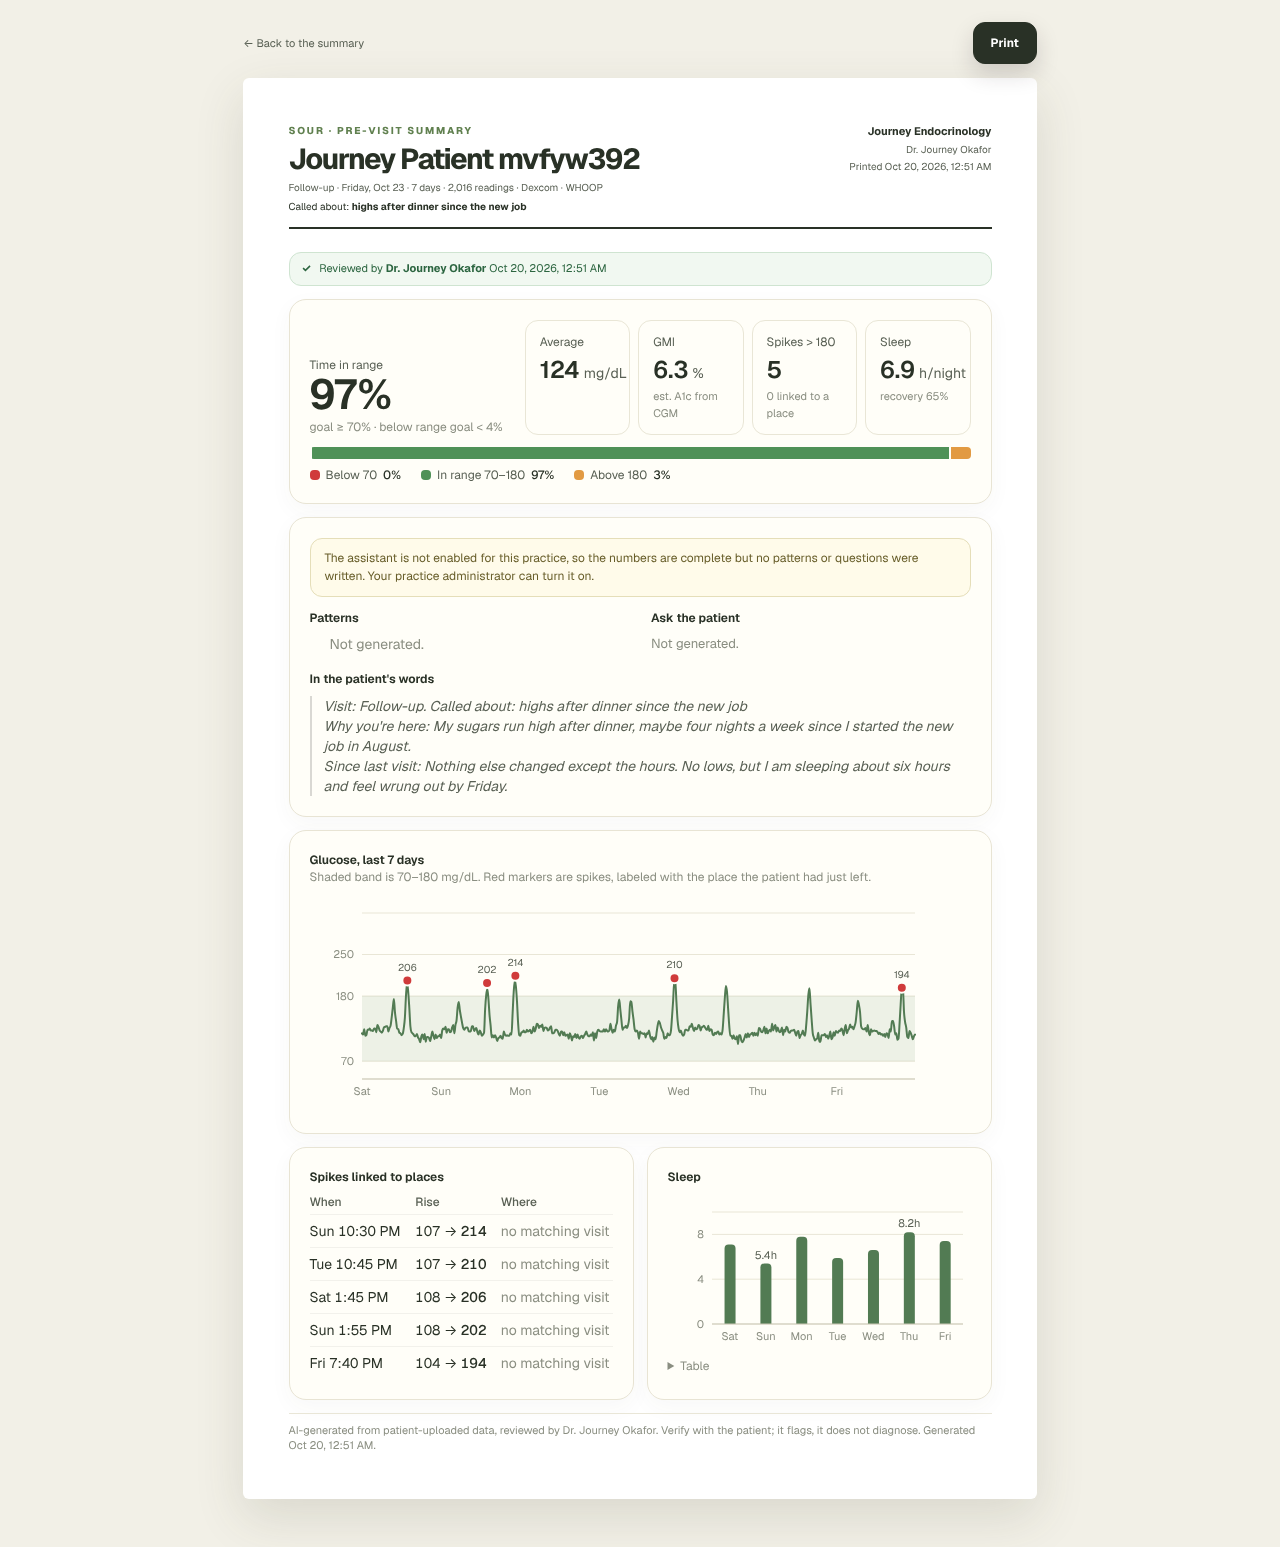 ← Back to the summary
Print
SOUR · PRE-VISIT SUMMARY
Journey Patient mvfyw392
Follow-up · Friday, Oct 23 · 7 days · 2,016 readings · Dexcom · WHOOP
Called about: highs after dinner since the new job
Journey Endocrinology
Dr. Journey Okafor
Printed Oct 20, 2026, 12:51 AM
✓ Reviewed by Dr. Journey Okafor Oct 20, 2026, 12:51 AM
Time in range
97%
goal ≥ 70% · below range goal < 4%
Average
124 mg/dL
GMI
6.3 %
est. A1c from
CGM
Spikes > 180
5
0 linked to a
place
Sleep
6.9 h/night
recovery 65%
Below 70 0% In range 70–180 97% Above 180 3%
The assistant is not enabled for this practice, so the numbers are complete but no patterns or questions were
written. Your practice administrator can turn it on.
Patterns
Not generated.
Ask the patient
Not generated.
In the patient's words
Visit: Follow-up. Called about: highs after dinner since the new job
Why you're here: My sugars run high after dinner, maybe four nights a week since I started the new
job in August.
Since last visit: Nothing else changed except the hours. No lows, but I am sleeping about six hours
and feel wrung out by Friday.
Glucose, last 7 days
Shaded band is 70–180 mg/dL. Red markers are spikes, labeled with the place the patient had just left.
250
180
70
206 202 214 210 194
Sat Sun Mon Tue Wed Thu Fri
Spikes linked to places
When Rise Where
Sun 10:30 PM 107 → 214 no matching visit
Tue 10:45 PM 107 → 210 no matching visit
Sat 1:45 PM 108 → 206 no matching visit
Sun 1:55 PM 108 → 202 no matching visit
Fri 7:40 PM 104 → 194 no matching visit
Sleep
8
4
0
5.4h 8.2h
Sat Sun Mon Tue Wed Thu Fri
▶ Table
AI-generated from patient-uploaded data, reviewed by Dr. Journey Okafor. Verify with the patient; it flags, it does not diagnose. Generated
Oct 20, 12:51 AM.